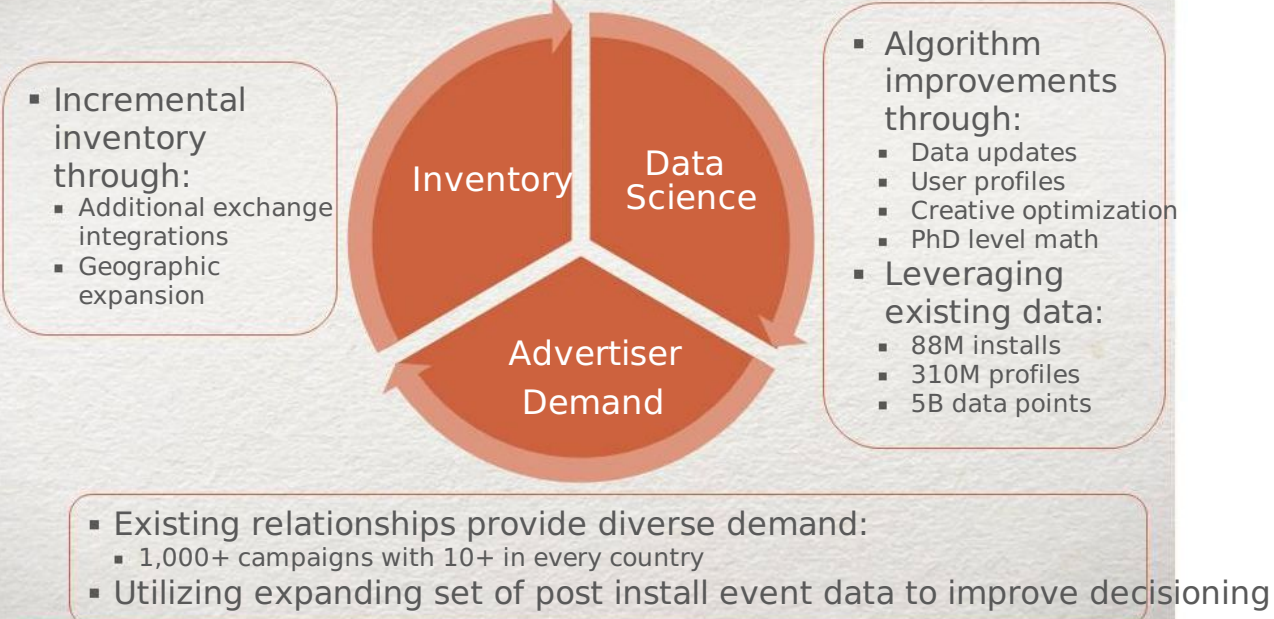 ▪ Incremental
inventory
through:
▪ Additional exchange
integrations
▪ Geographic
expansion
Inventory
Data
Science
Advertiser
Demand
▪ Algorithm
improvements
through:
▪ Data updates
▪ User profiles
▪ Creative optimization
▪ PhD level math
▪ Leveraging
existing data:
▪ 88M installs
▪ 310M profiles
▪ 5B data points
▪ Existing relationships provide diverse demand:
▪ 1,000+ campaigns with 10+ in every country
▪ Utilizing expanding set of post install event data to improve decisioning